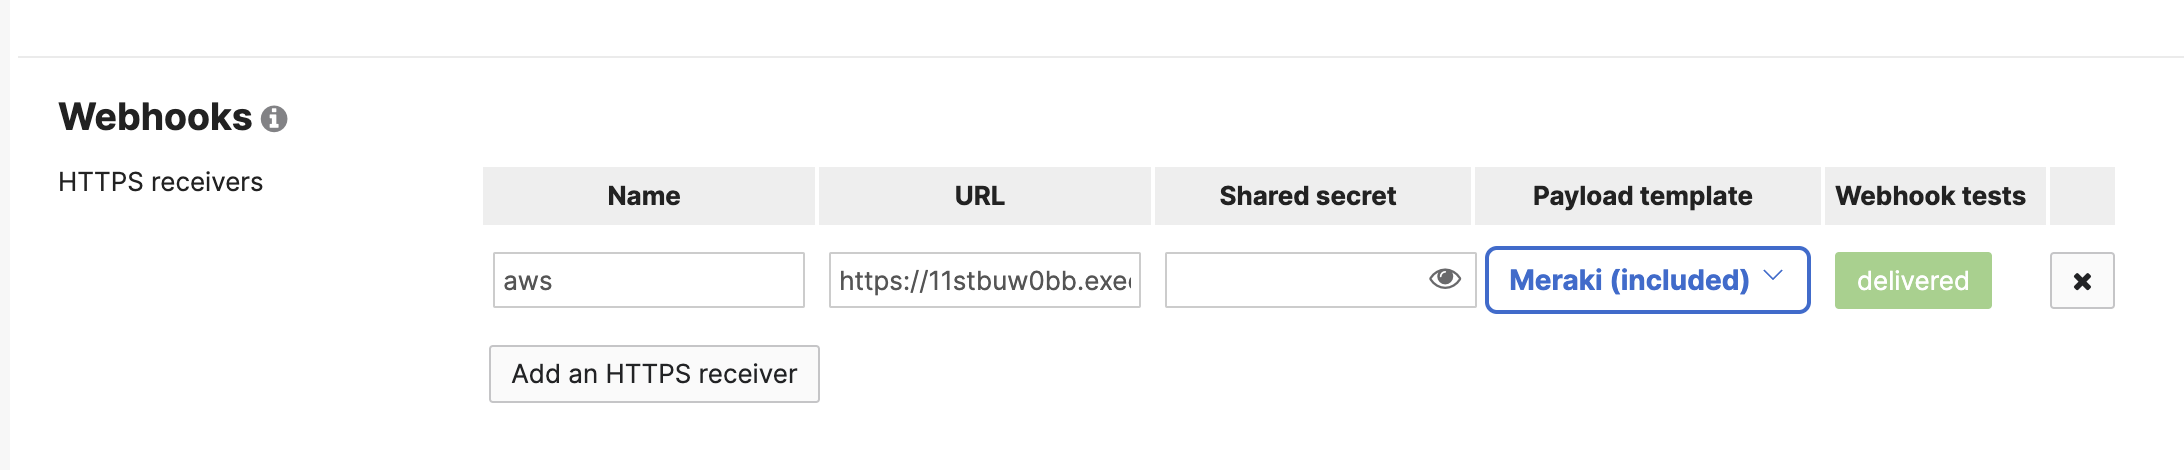 Webhooks
HTTPS receivers
Name URL Shared secret Payload template Webhook tests
aws https://11stbuw0bb.exe Meraki (included) delivered
Add an HTTPS receiver